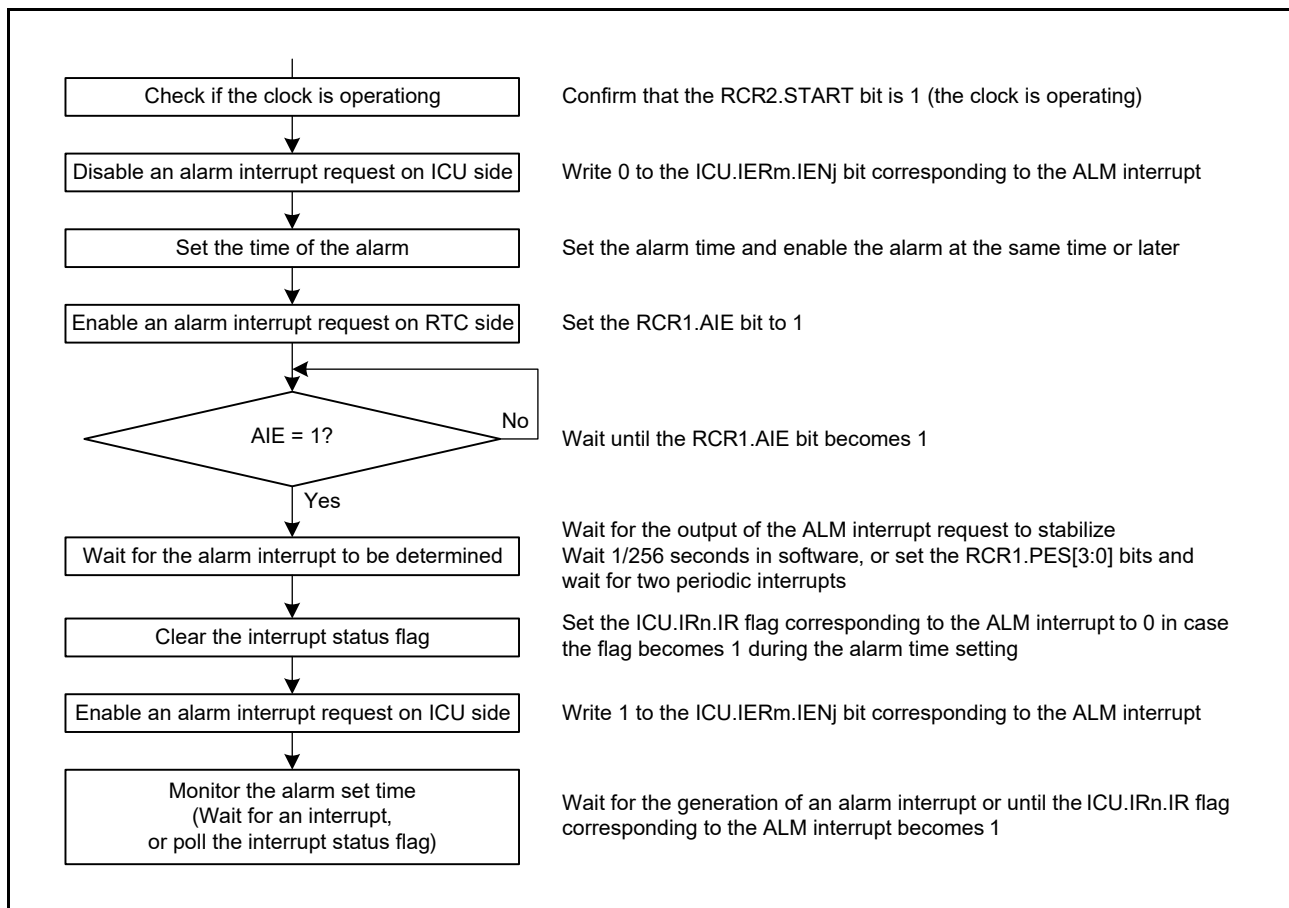 Check if the clock is operationg
Confirm that the RCR2.START bit is 1 (the clock is operating)
Disable an alarm interrupt request on ICU side
Write 0 to the ICU.IERm.IENj bit corresponding to the ALM interrupt
Set the time of the alarm
Set the alarm time and enable the alarm at the same time or later
Enable an alarm interrupt request on RTC side
Set the RCR1.AIE bit to 1
AIE = 1?
No
Wait until the RCR1.AIE bit becomes 1
Yes
Wait for the alarm interrupt to be determined
Wait for the output of the ALM interrupt request to stabilize
Wait 1/256 seconds in software, or set the RCR1.PES[3:0] bits and
wait for two periodic interrupts
Clear the interrupt status flag
Set the ICU.IRn.IR flag corresponding to the ALM interrupt to 0 in case
the flag becomes 1 during the alarm time setting
Enable an alarm interrupt request on ICU side
Write 1 to the ICU.IERm.IENj bit corresponding to the ALM interrupt
Monitor the alarm set time
(Wait for an interrupt,
or poll the interrupt status flag)
Wait for the generation of an alarm interrupt or until the ICU.IRn.IR flag
corresponding to the ALM interrupt becomes 1